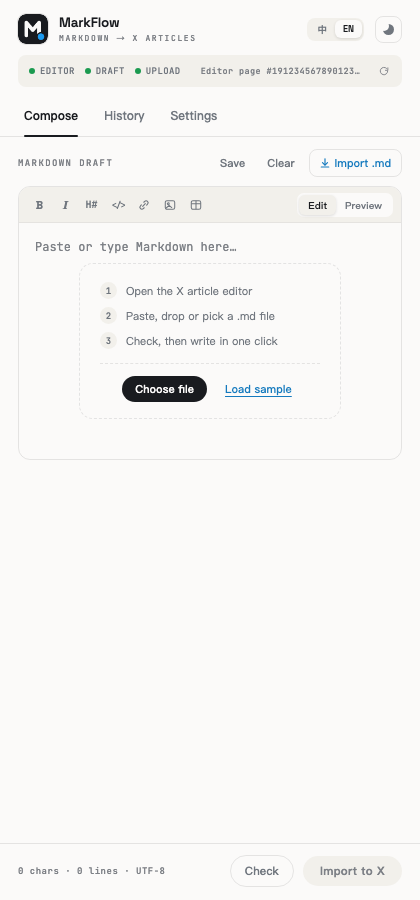 MarkFlow
MARKDOWN → X ARTICLES
中 EN
EDITOR DRAFT UPLOAD Editor page #191234567890123…
Compose History Settings
MARKDOWN DRAFT Save Clear Import .md
B I H# </> Edit Preview
Paste or type Markdown here…
1 Open the X article editor
2 Paste, drop or pick a .md file
3 Check, then write in one click
Choose file Load sample
0 chars · 0 lines · UTF-8 Check Import to X